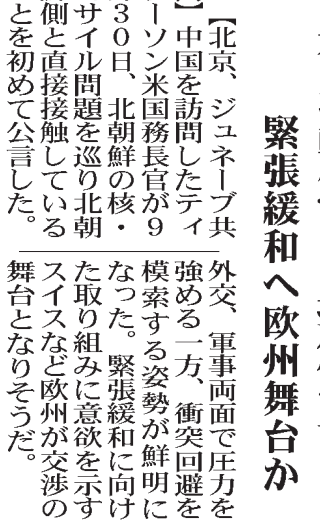 緊張緩和へ欧州舞台か
【北京、ジュネーブ共
】中国を訪問したティ
ーソン米国務長官が9
30日、北朝鮮の核・
サイル問題を巡り北朝
側と直接接触している
とを初めて公言した。
外交、軍事両面で圧力を
強める一方、衝突回避を
模索する姿勢が鮮明に
なった。緊張緩和に向け
た取り組みに意欲を示す
スイスなど欧州が交渉の
舞台となりそうだ。